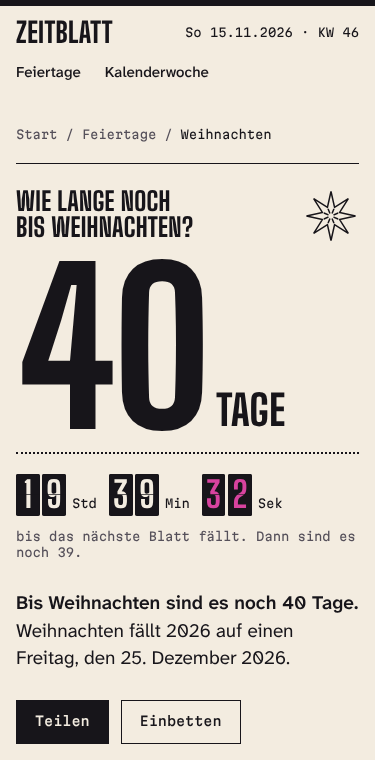 ZEITBLATT
So 15.11.2026 · KW 46
Feiertage Kalenderwoche
Start / Feiertage / Weihnachten
WIE LANGE NOCH
BIS WEIHNACHTEN?
40 TAGE
19 Std 39 Min 32 Sek
bis das nächste Blatt fällt. Dann sind es
noch 39.
Bis Weihnachten sind es noch 40 Tage.
Weihnachten fällt 2026 auf einen
Freitag, den 25. Dezember 2026.
Teilen Einbetten